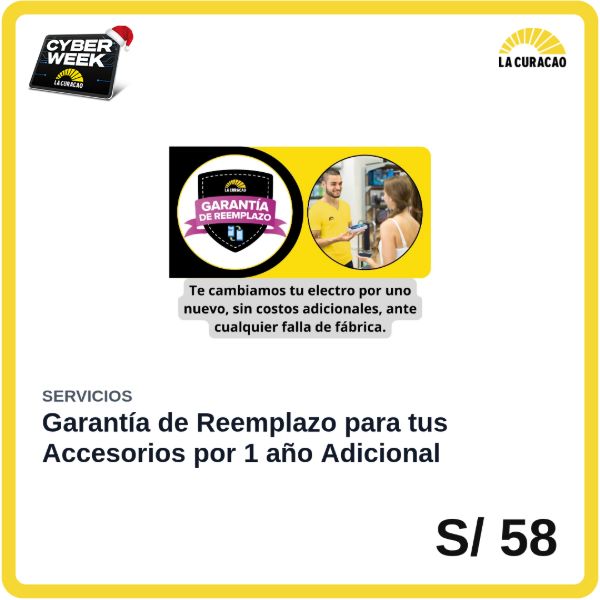 CYBER
WEEK
LA CURACAO
LA CURACAO
LA CURACAO
GARANTÍA
DE REEMPLAZO
Te cambiamos tu electro por uno
nuevo, sin costos adicionales, ante
cualquier falla de fábrica.
SERVICIOS
Garantía de Reemplazo para tus
Accesorios por 1 año Adicional
S/ 58